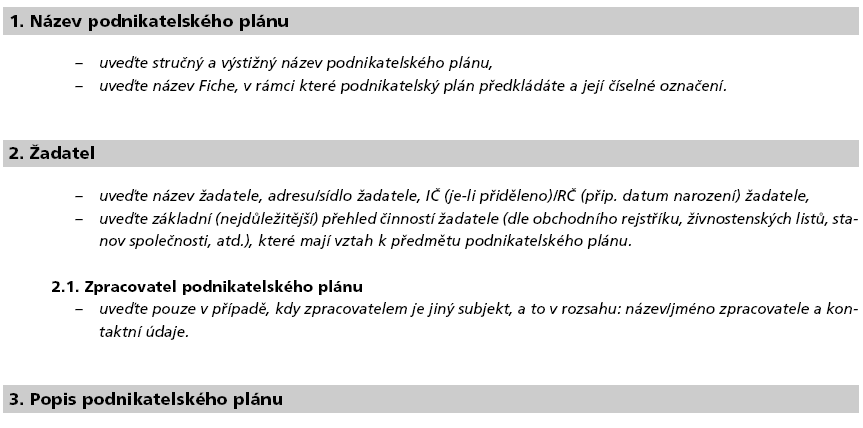 1. Název podnikatelského plánu
– uveďte stručný a výstižný název podnikatelského plánu,
– uveďte název Fiche, v rámci které podnikatelský plán předkládáte a její číselné označení.
2. Žadatel
– uveďte název žadatele, adresu/sídlo žadatele, IČ (je-li přiděleno)/RČ (příp. datum narození) žadatele,
– uveďte základní (nejdůležitější) přehled činností žadatele (dle obchodního rejstříku, živnostenských listů, sta-
nov společnosti, atd.), které mají vztah k předmětu podnikatelského plánu.
2.1. Zpracovatel podnikatelského plánu
– uveďte pouze v případě, kdy zpracovatelem je jiný subjekt, a to v rozsahu: název/jméno zpracovatele a kon-
taktní údaje.
3. Popis podnikatelského plánu